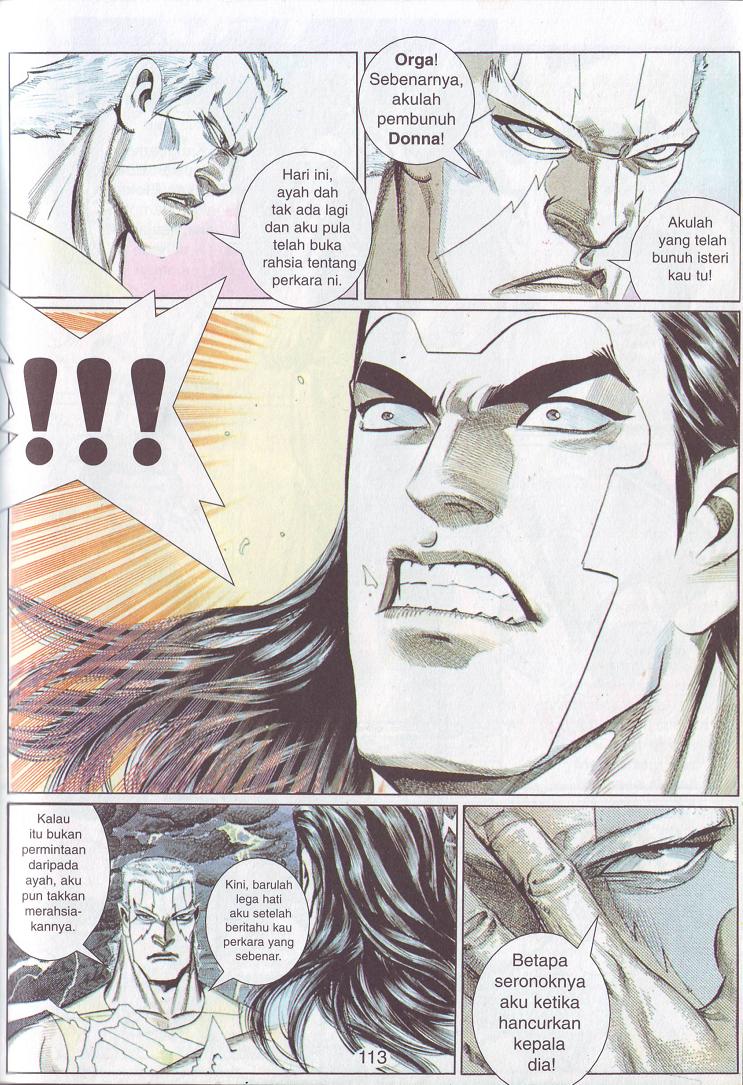 Hari ini,
ayah dah
tak ada lagi
dan aku pula
telah buka
rahsia tentang
perkara ni.
Orga!
Sebenarnya,
akulah
pembunuh
Donna!
Akulah
yang telah
bunuh isteri
kau tu!
!!!
Kalau
itu bukan
permintaan
daripada
ayah, aku
pun takkan
merahsia-
kannya.
Kini, barulah
lega hati
aku setelah
beritahu kau
perkara yang
sebenar.
Betapa
seronoknya
aku ketika
hancurkan
kepala
dia!
113